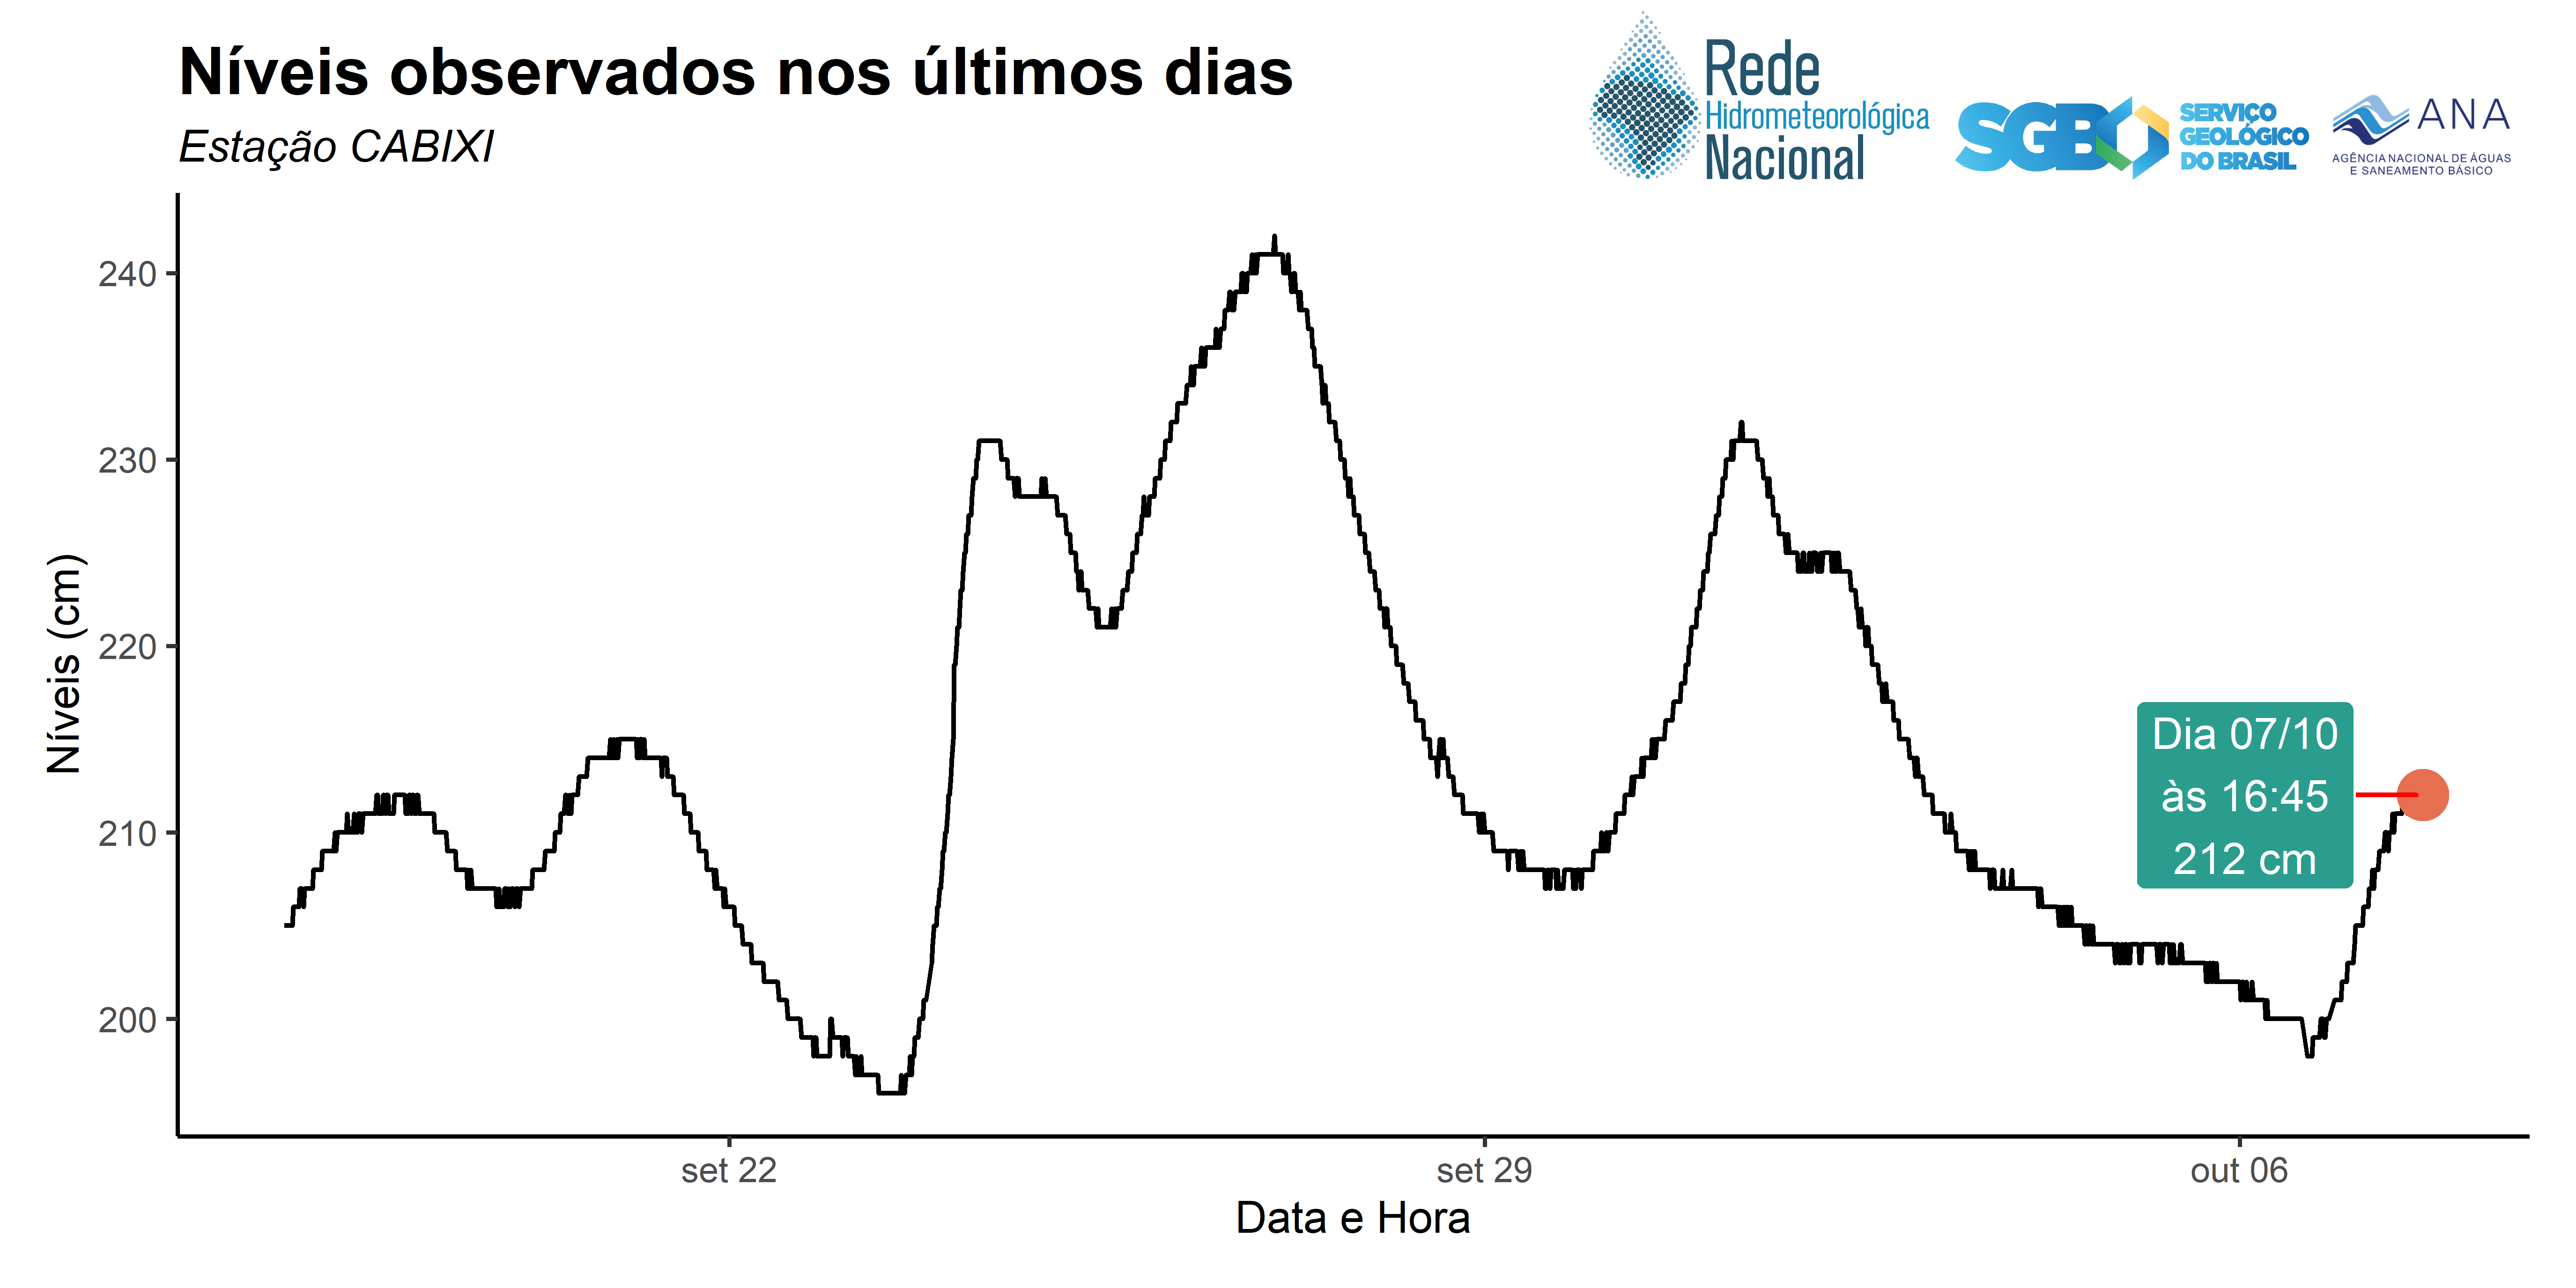 Níveis observados nos últimos dias
Estação CABIXI
Rede
Hidrometeorológica
Nacional
SGB
SERVIÇO
GEOLÓGICO
DO BRASIL
ANA
AGÊNCIA NACIONAL DE ÁGUAS
E SANEAMENTO BÁSICO
Níveis (cm)
240
230
220
210
200
Dia 07/10
às 16:45
212 cm
set 22
set 29
out 06
Data e Hora